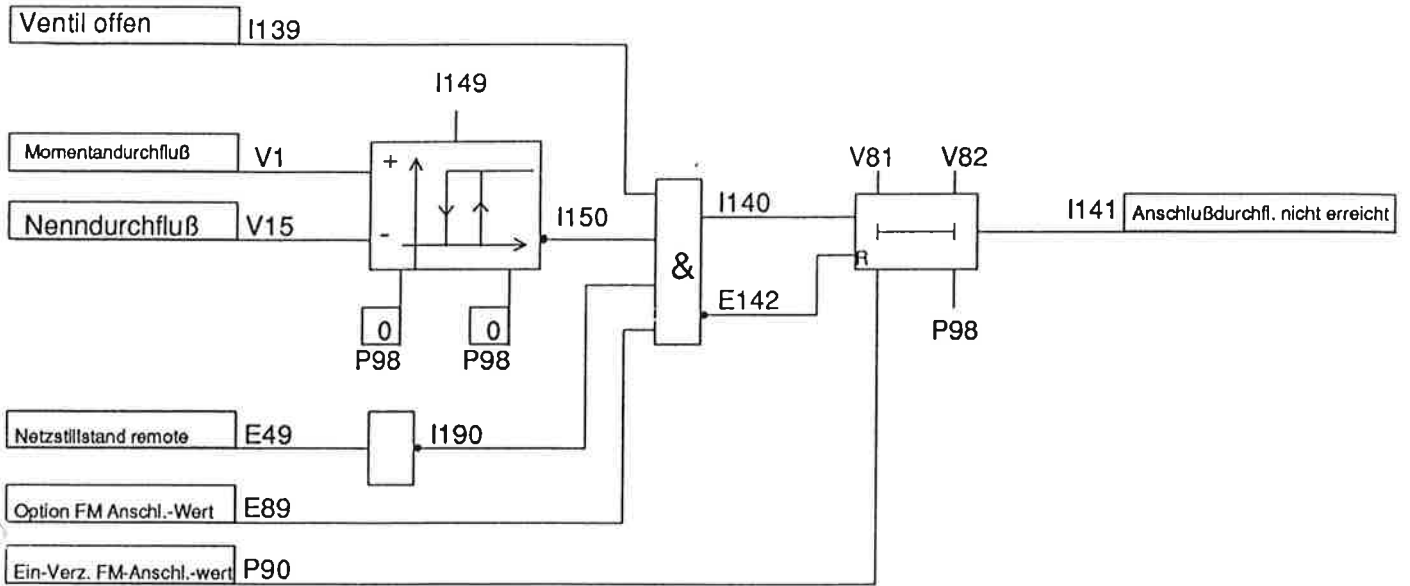 Ventil offen I139
I149
Momentandurchfluß V1
+
V81 V82
Nenndurchfluß V15
-
I150
I140
I141 Anschlußdurchfl. nicht erreicht
R
&
E142
0 0
P98 P98
P98
Netzstillstand remote E49
I190
Option FM Anschl.-Wert E89
Ein-Verz. FM-Anschl.-wert P90